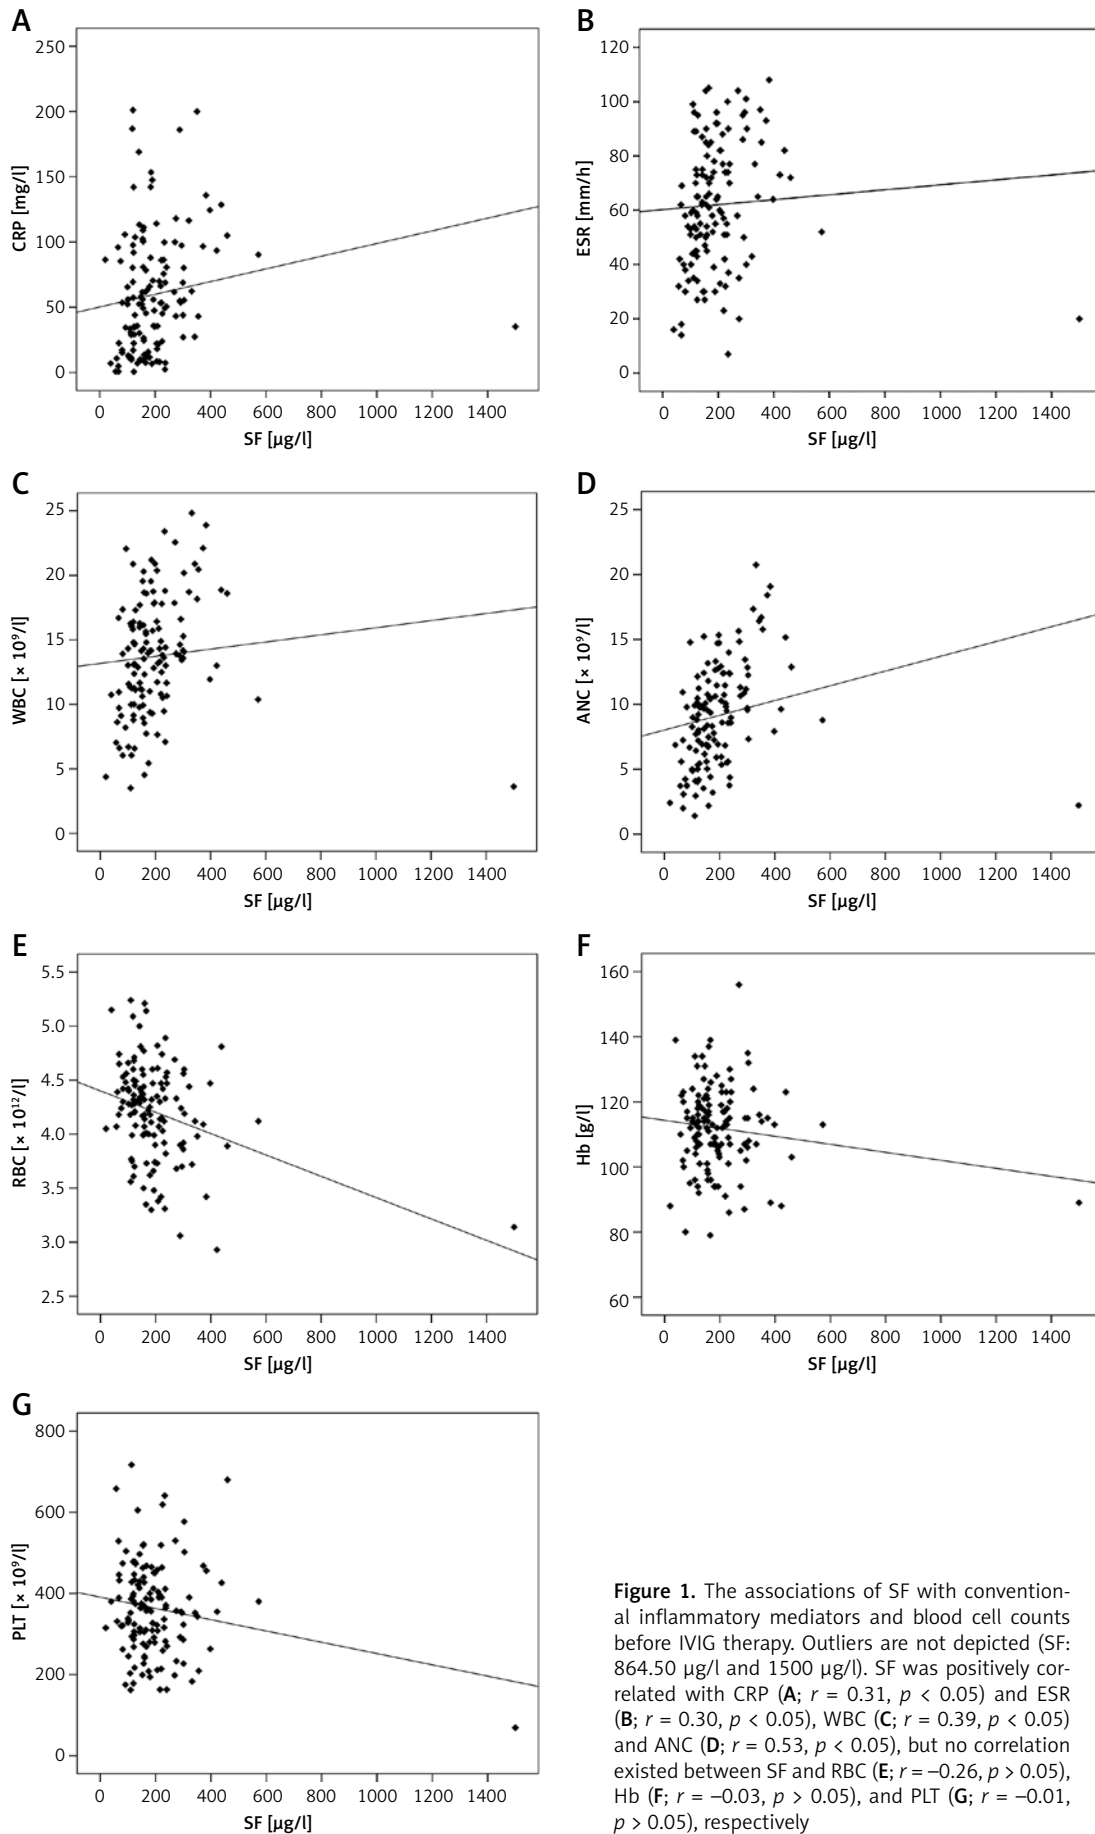 A
CRP [mg/l]
250
200
150
100
50
0
0 200 400 600 800 1000 1200 1400
SF [µg/l]
B
ESR [mm/h]
120
100
80
60
40
20
0
0 200 400 600 800 1000 1200 1400
SF [µg/l]
C
WBC [× 10⁹/l]
25
20
15
10
5
0
0 200 400 600 800 1000 1200 1400
SF [µg/l]
D
ANC [× 10⁹/l]
25
20
15
10
5
0
0 200 400 600 800 1000 1200 1400
SF [µg/l]
E
RBC [× 10¹²/l]
5.5
5.0
4.5
4.0
3.5
3.0
2.5
0 200 400 600 800 1000 1200 1400
SF [µg/l]
F
Hb [g/l]
160
140
120
100
80
60
0 200 400 600 800 1000 1200 1400
SF [µg/l]
G
PLT [× 10⁹/l]
800
600
400
200
0
0 200 400 600 800 1000 1200 1400
SF [µg/l]
Figure 1. The associations of SF with convention-
al inflammatory mediators and blood cell counts
before IVIG therapy. Outliers are not depicted (SF:
864.50 µg/l and 1500 µg/l). SF was positively cor-
related with CRP (A; r = 0.31, p < 0.05) and ESR
(B; r = 0.30, p < 0.05), WBC (C; r = 0.39, p < 0.05)
and ANC (D; r = 0.53, p < 0.05), but no correlation
existed between SF and RBC (E; r = –0.26, p > 0.05),
Hb (F; r = –0.03, p > 0.05), and PLT (G; r = –0.01,
p > 0.05), respectively